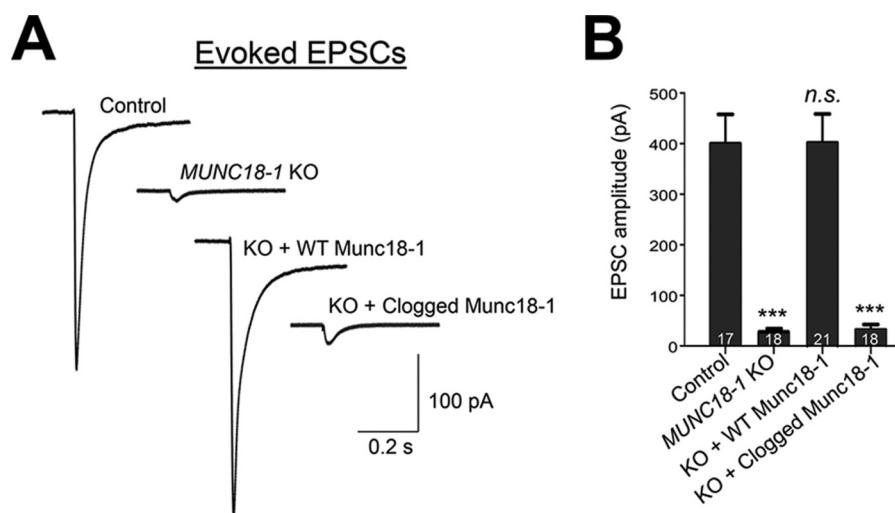 A
Evoked EPSCs
Control
MUNC18-1 KO
KO + WT Munc18-1
KO + Clogged Munc18-1
100 pA
0.2 s
B
EPSC amplitude (pA)
500
400
300
200
100
0
n.s.
***
***
17
18
21
18
Control
MUNC18-1 KO
KO + WT Munc18-1
KO + Clogged Munc18-1